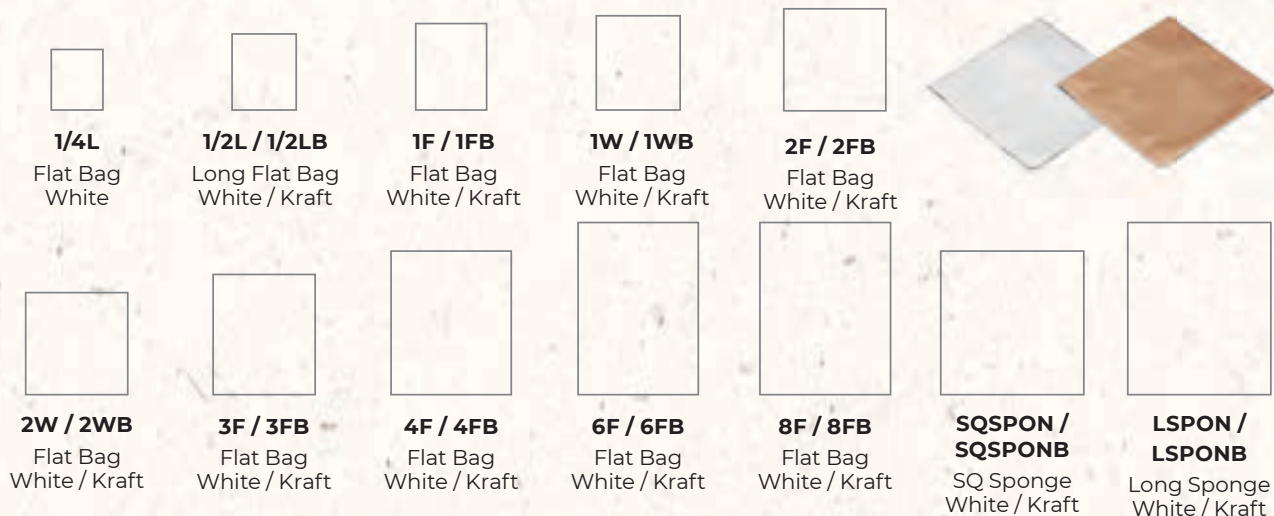 1/4L
Flat Bag
White
1/2L / 1/2LB
Long Flat Bag
White / Kraft
1F / 1FB
Flat Bag
White / Kraft
1W / 1WB
Flat Bag
White / Kraft
2F / 2FB
Flat Bag
White / Kraft
2W / 2WB
Flat Bag
White / Kraft
3F / 3FB
Flat Bag
White / Kraft
4F / 4FB
Flat Bag
White / Kraft
6F / 6FB
Flat Bag
White / Kraft
8F / 8FB
Flat Bag
White / Kraft
SQSPON /
SQSPONB
SQ Sponge
White / Kraft
LSPON /
LSPONB
Long Sponge
White / Kraft